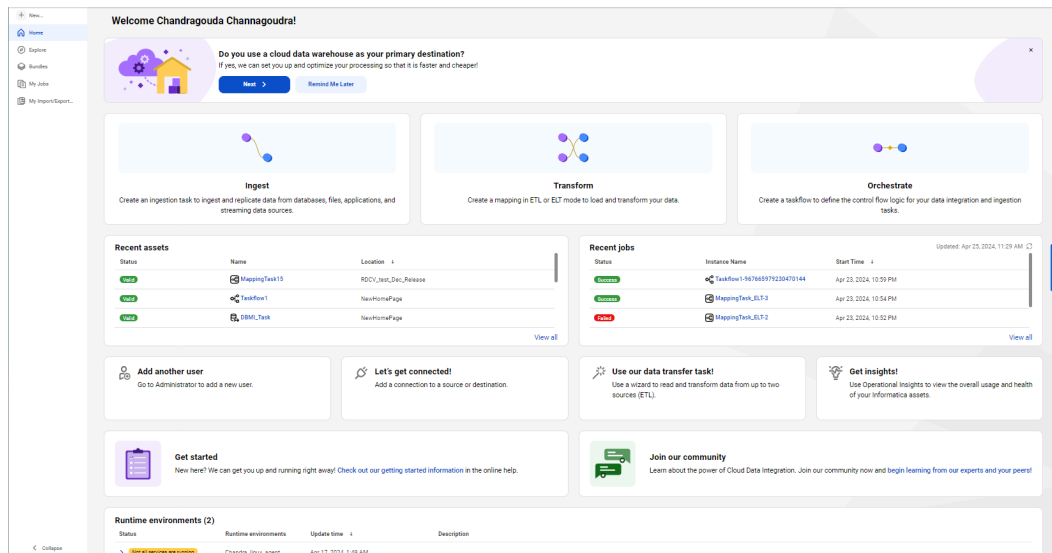 New...
Home
Explore
Bundles
My Jobs
My Import/Export...
Collapse
Welcome Chandragouda Channagoudra!
Do you use a cloud data warehouse as your primary destination?
If yes, we can set you up and optimize your processing so that it is faster and cheaper!
Next
Remind Me Later
Ingest
Create an ingestion task to ingest and replicate data from databases, files, applications, and
streaming data sources.
Transform
Create a mapping in ETL or ELT mode to load and transform your data.
Orchestrate
Create a taskflow to define the control flow logic for your data integration and ingestion
tasks.
Recent assets
Status Name Location
Valid MappingTask15 RDCV_test_Dec_Release
Valid Taskflow1 NewHomePage
Valid DBMI_Task NewHomePage
View all
Recent jobs Updated: Apr 25, 2024, 11:29 AM
Status Instance Name Start Time
Success Taskflow1-967665979230470144 Apr 23, 2024, 10:59 PM
Success MappingTask_ELT-3 Apr 23, 2024, 10:54 PM
Failed MappingTask_ELT-2 Apr 23, 2024, 10:52 PM
View all
Add another user
Go to Administrator to add a new user.
Let's get connected!
Add a connection to a source or destination.
Use our data transfer task!
Use a wizard to read and transform data from up to two
sources (ETL).
Get insights!
Use Operational Insights to view the overall usage and health
of your Informatica assets.
Get started
New here? We can get you up and running right away! Check out our getting started information in the online help.
Join our community
Learn about the power of Cloud Data Integration. Join our community now and begin learning from our experts and your peers!
Runtime environments (2)
Status Runtime environments Update time Description
Not all services are running Chandra_linux_agent Apr 17, 2024, 1:49 AM